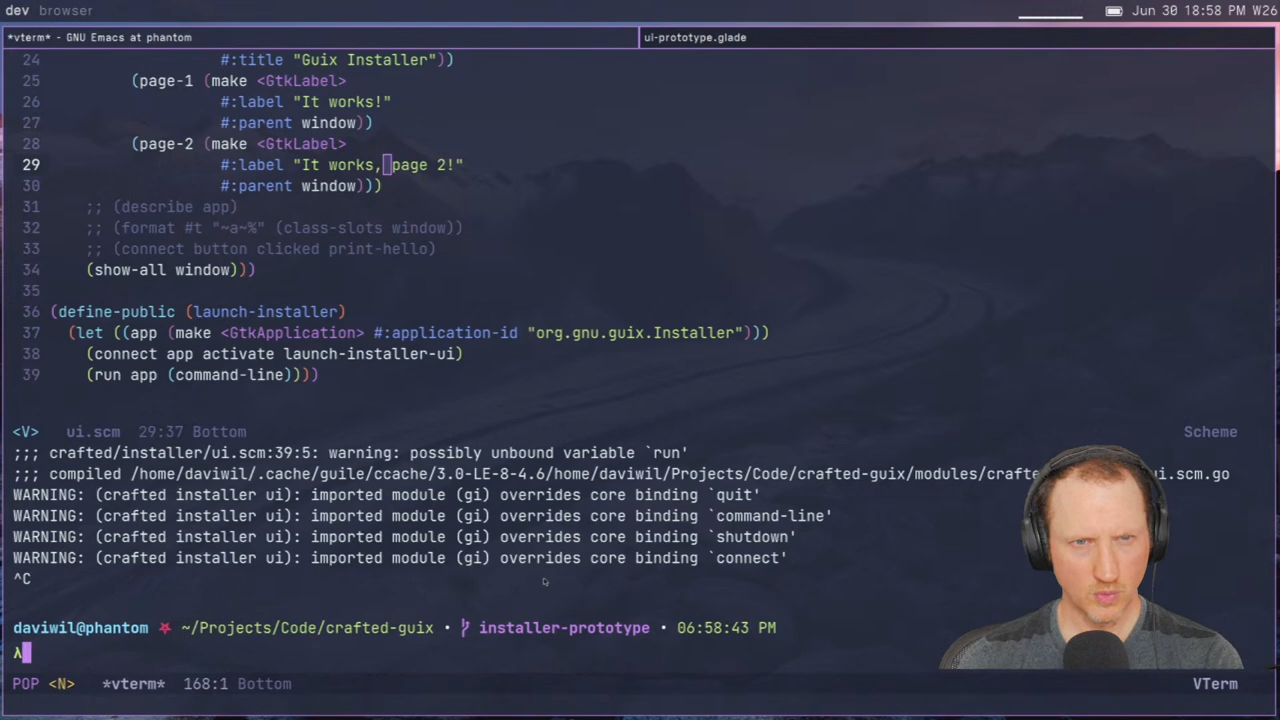 dev browser
Jun 30 18:58 PM W26
*vterm* - GNU Emacs at phantom
ui-prototype.glade
24 #:title "Guix Installer"))
25 (page-1 (make <GtkLabel>
26 #:label "It works!"
27 #:parent window))
28 (page-2 (make <GtkLabel>
29 #:label "It works, page 2!"
30 #:parent window)))
31 ;; (describe app)
32 ;; (format #t "~a~%" (class-slots window))
33 ;; (connect button clicked print-hello)
34 (show-all window)))
35
36 (define-public (launch-installer)
37 (let ((app (make <GtkApplication> #:application-id "org.gnu.guix.Installer")))
38 (connect app activate launch-installer-ui)
39 (run app (command-line))))
<V> ui.scm 29:37 Bottom Scheme
;;; crafted/installer/ui.scm:39:5: warning: possibly unbound variable `run'
;;; compiled /home/daviwil/.cache/guile/ccache/3.0-LE-8-4.6/home/daviwil/Projects/Code/crafted-guix/modules/crafte ui.scm.go
WARNING: (crafted installer ui): imported module (gi) overrides core binding `quit'
WARNING: (crafted installer ui): imported module (gi) overrides core binding `command-line'
WARNING: (crafted installer ui): imported module (gi) overrides core binding `shutdown'
WARNING: (crafted installer ui): imported module (gi) overrides core binding `connect'
^C
daviwil@phantom ~/Projects/Code/crafted-guix • installer-prototype • 06:58:43 PM
λ
POP <N> *vterm* 168:1 Bottom VTerm